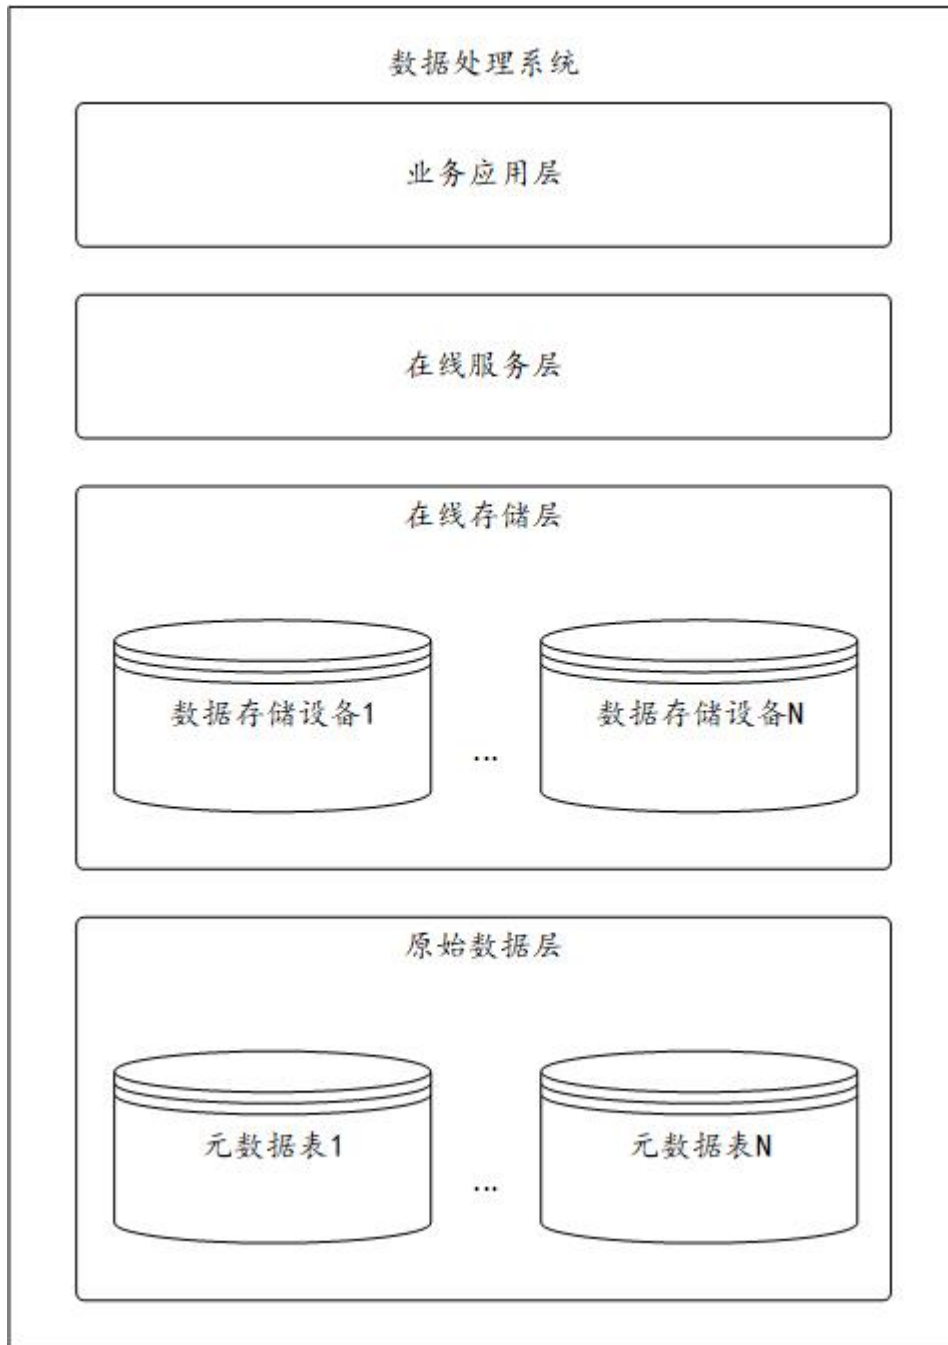 数据处理系统
业务应用层
在线服务层
在线存储层
数据存储设备1
...
数据存储设备N
原始数据层
元数据表1
...
元数据表N